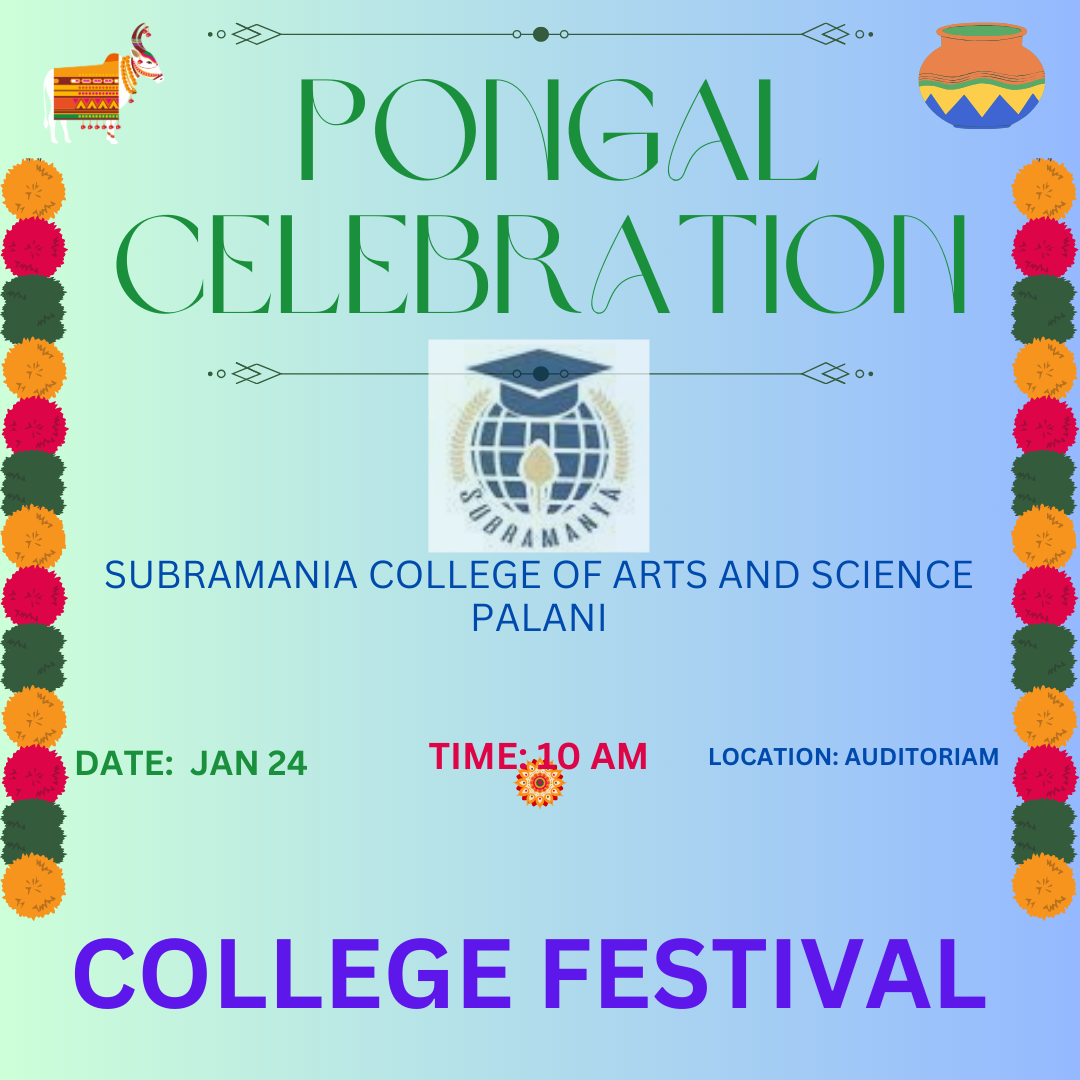 PONGAL
CELEBRATION
SUBRAMANYA
SUBRAMANIA COLLEGE OF ARTS AND SCIENCE
PALANI
DATE: JAN 24
TIME: 10 AM
LOCATION: AUDITORIAM
COLLEGE FESTIVAL